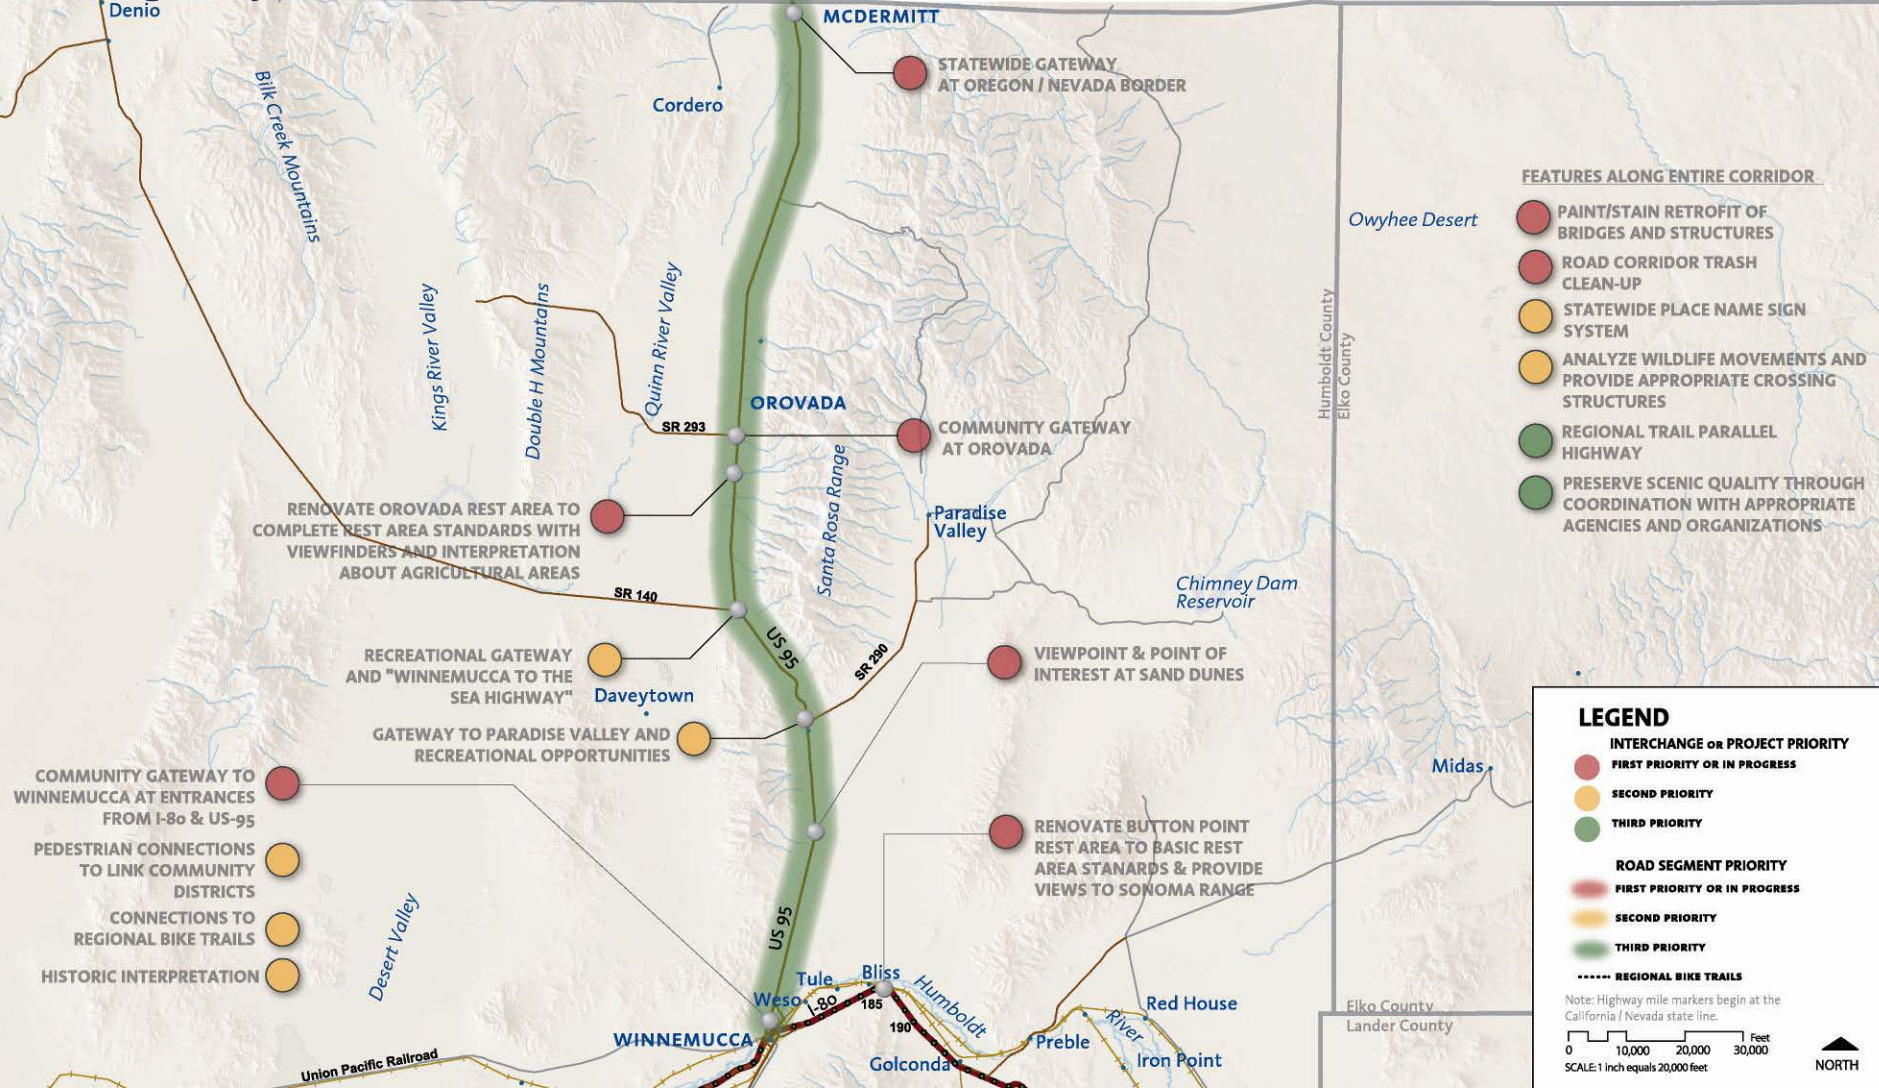 Denio
MCDERMITT
STATEWIDE GATEWAY
AT OREGON / NEVADA BORDER
Cordero
Bilk Creek Mountains
FEATURES ALONG ENTIRE CORRIDOR
PAINT/STAIN RETROFIT OF
BRIDGES AND STRUCTURES
ROAD CORRIDOR TRASH
CLEAN-UP
STATEWIDE PLACE NAME SIGN
SYSTEM
ANALYZE WILDLIFE MOVEMENTS AND
PROVIDE APPROPRIATE CROSSING
STRUCTURES
REGIONAL TRAIL PARALLEL
HIGHWAY
PRESERVE SCENIC QUALITY THROUGH
COORDINATION WITH APPROPRIATE
AGENCIES AND ORGANIZATIONS
Owyhee Desert
Humboldt County
Elko County
Kings River Valley
Double H Mountains
Quinn River Valley
OROVADA
SR 293
COMMUNITY GATEWAY
AT OROVADA
Santa Rosa Range
RENOVATE OROVADA REST AREA TO
COMPLETE REST AREA STANDARDS WITH
VIEWFINDERS AND INTERPRETATION
ABOUT AGRICULTURAL AREAS
Paradise
Valley
SR 140
Chimney Dam
Reservoir
US 95
SR 290
RECREATIONAL GATEWAY
AND "WINNEMUCCA TO THE
SEA HIGHWAY"
Daveytown
VIEWPOINT & POINT OF
INTEREST AT SAND DUNES
GATEWAY TO PARADISE VALLEY AND
RECREATIONAL OPPORTUNITIES
COMMUNITY GATEWAY TO
WINNEMUCCA AT ENTRANCES
FROM I-80 & US-95
PEDESTRIAN CONNECTIONS
TO LINK COMMUNITY
DISTRICTS
CONNECTIONS TO
REGIONAL BIKE TRAILS
HISTORIC INTERPRETATION
Desert Valley
RENOVATE BUTTON POINT
REST AREA TO BASIC REST
AREA STANARDS & PROVIDE
VIEWS TO SONOMA RANGE
Midas
US 95
Tule
Bliss
Weso
I-80
185
190
Humboldt
River
WINNEMUCCA
Union Pacific Railroad
Golconda
Preble
Red House
Iron Point
Elko County
Lander County
LEGEND
INTERCHANGE OR PROJECT PRIORITY
FIRST PRIORITY OR IN PROGRESS
SECOND PRIORITY
THIRD PRIORITY
ROAD SEGMENT PRIORITY
FIRST PRIORITY OR IN PROGRESS
SECOND PRIORITY
THIRD PRIORITY
REGIONAL BIKE TRAILS
Note: Highway mile markers begin at the
California / Nevada state line.
Feet
0 10,000 20,000 30,000
SCALE: 1 inch equals 20,000 feet
NORTH